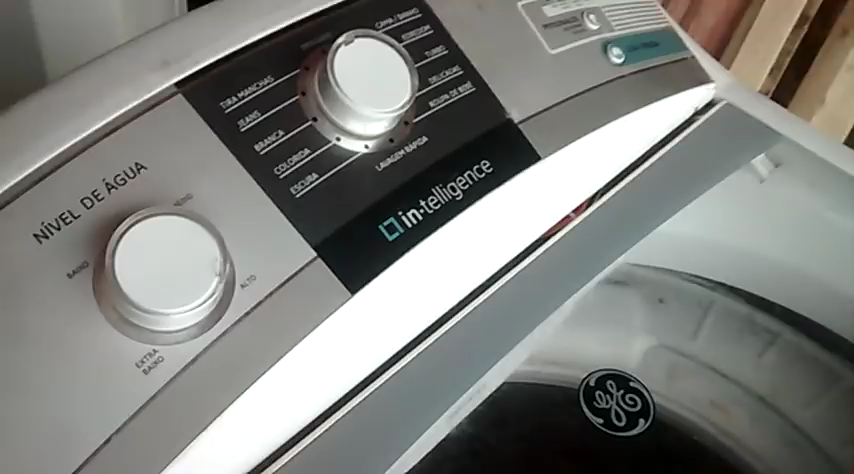 NÍVEL DE ÁGUA
MÉDIO
BAIXO
ALTO
EXTRA
BAIXO
TIRA MANCHAS
JEANS
BRANCA
COLORIDA
ESCURA
CAMA / BANHO
EDREDOM
TURBO
DELICADAS
ROUPA DE BEBÊ
LAVAGEM RÁPIDA
in-telligence
GE